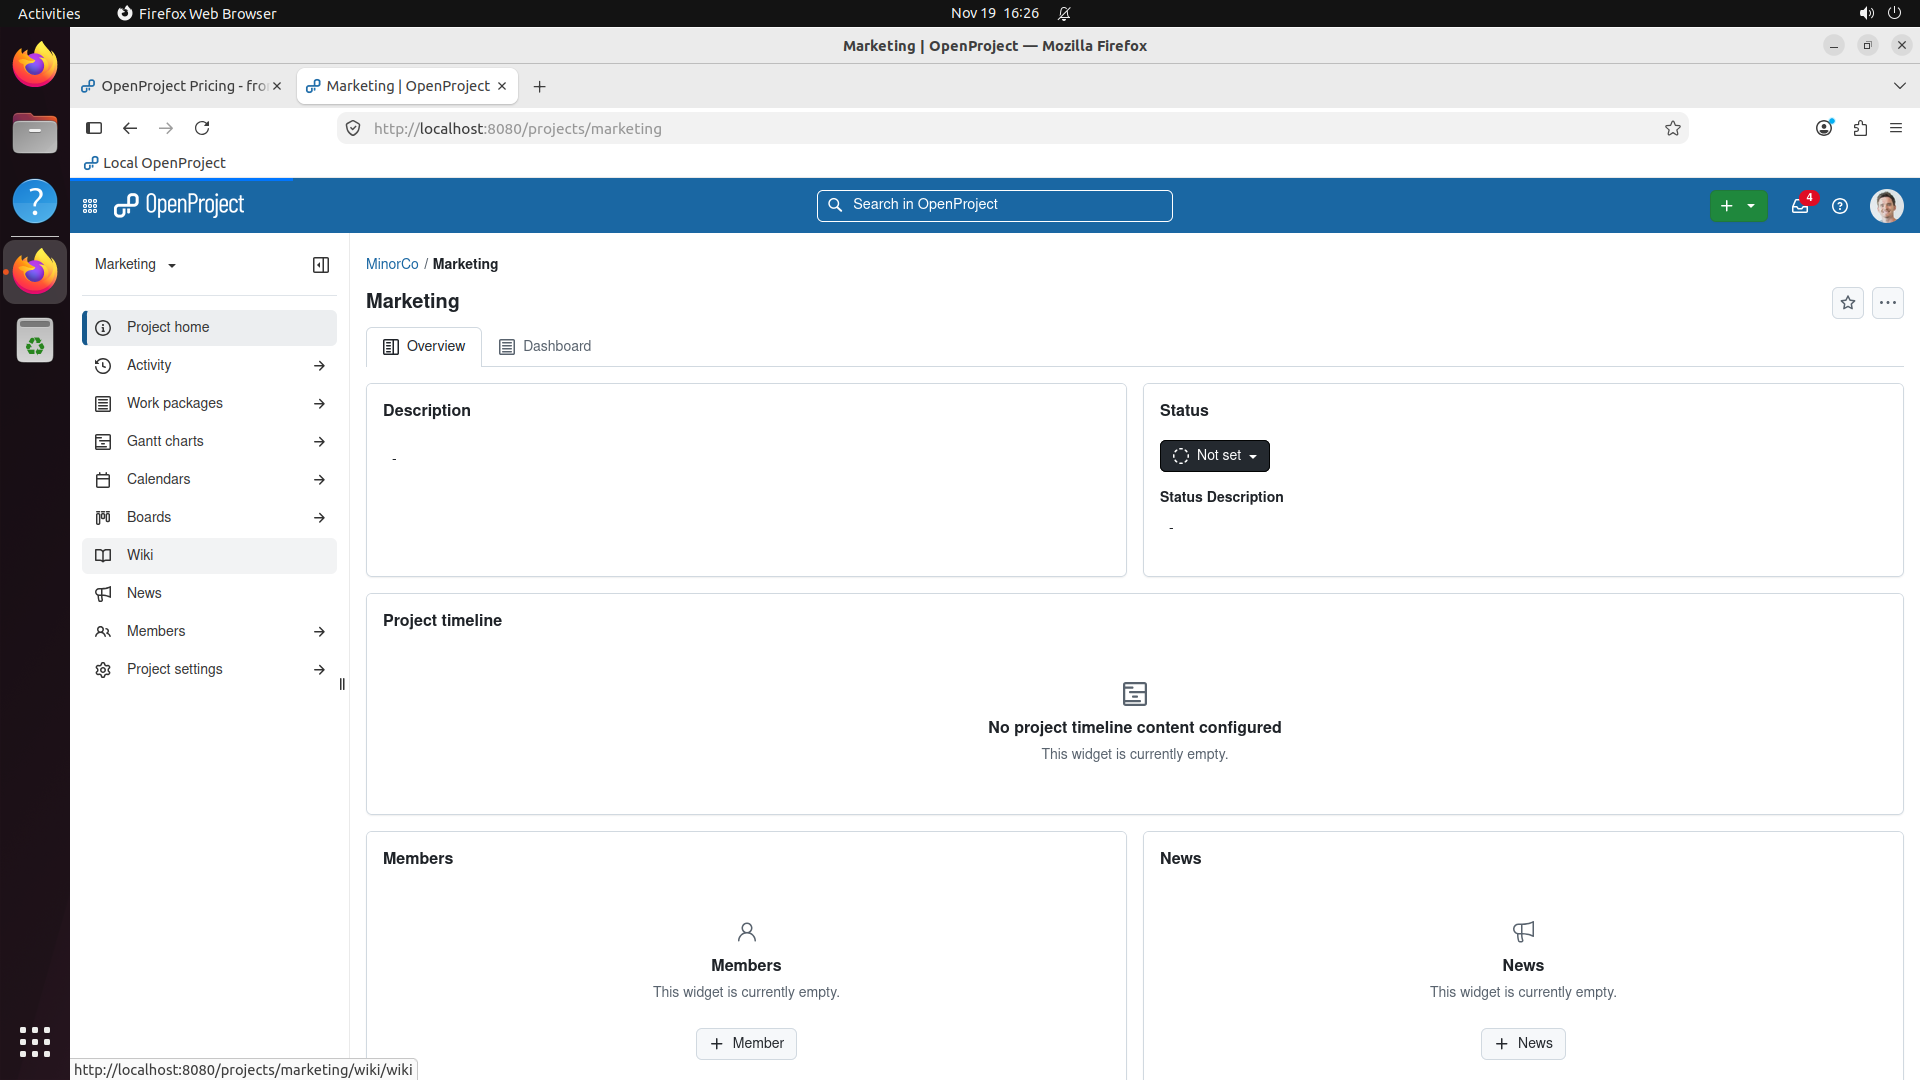 Activities
Firefox Web Browser
Nov 19 16:26
Marketing | OpenProject — Mozilla Firefox
OpenProject Pricing - fro
Marketing | OpenProject
http://localhost:8080/projects/marketing
Local OpenProject
OpenProject
Search in OpenProject
4
Marketing
Project home
Activity
Work packages
Gantt charts
Calendars
Boards
Wiki
News
Members
Project settings
MinorCo / Marketing
Marketing
Overview
Dashboard
Description
-
Status
Not set
Status Description
-
Project timeline
No project timeline content configured
This widget is currently empty.
Members
Members
This widget is currently empty.
+ Member
News
News
This widget is currently empty.
+ News
http://localhost:8080/projects/marketing/wiki/wiki